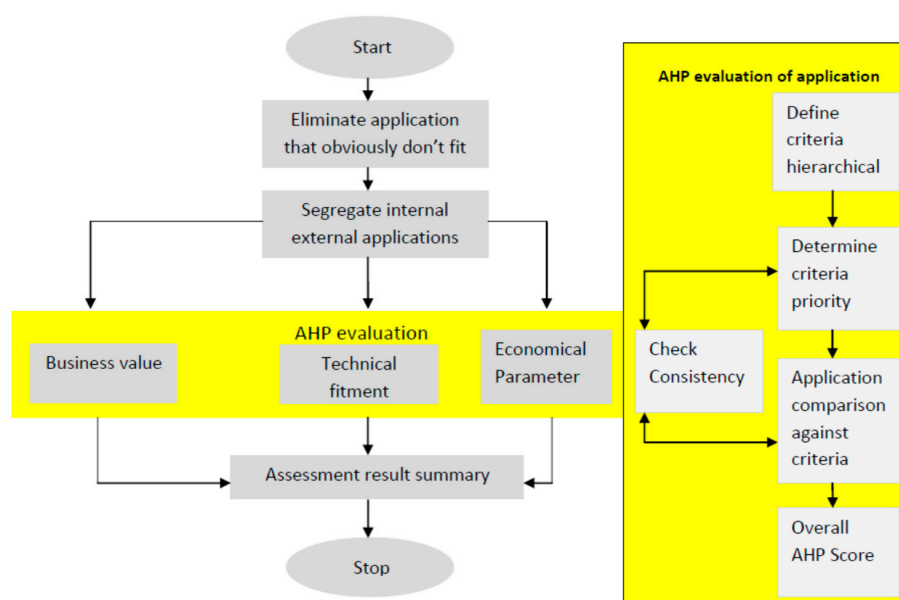 Start
Eliminate application
that obviously don't fit
Segregate internal
external applications
AHP evaluation
Business value
Technical
fitment
Economical
Parameter
Assessment result summary
Stop
AHP evaluation of application
Define
criteria
hierarchical
Determine
criteria
priority
Check
Consistency
Application
comparison
against
criteria
Overall
AHP Score